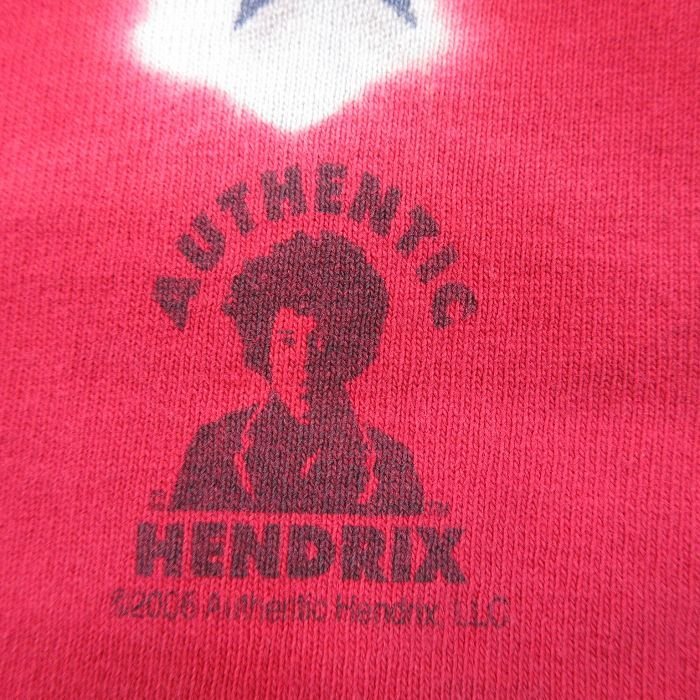 AUTHENTIC
HENDRIX
©2006 Authentic Hendrix, LLC